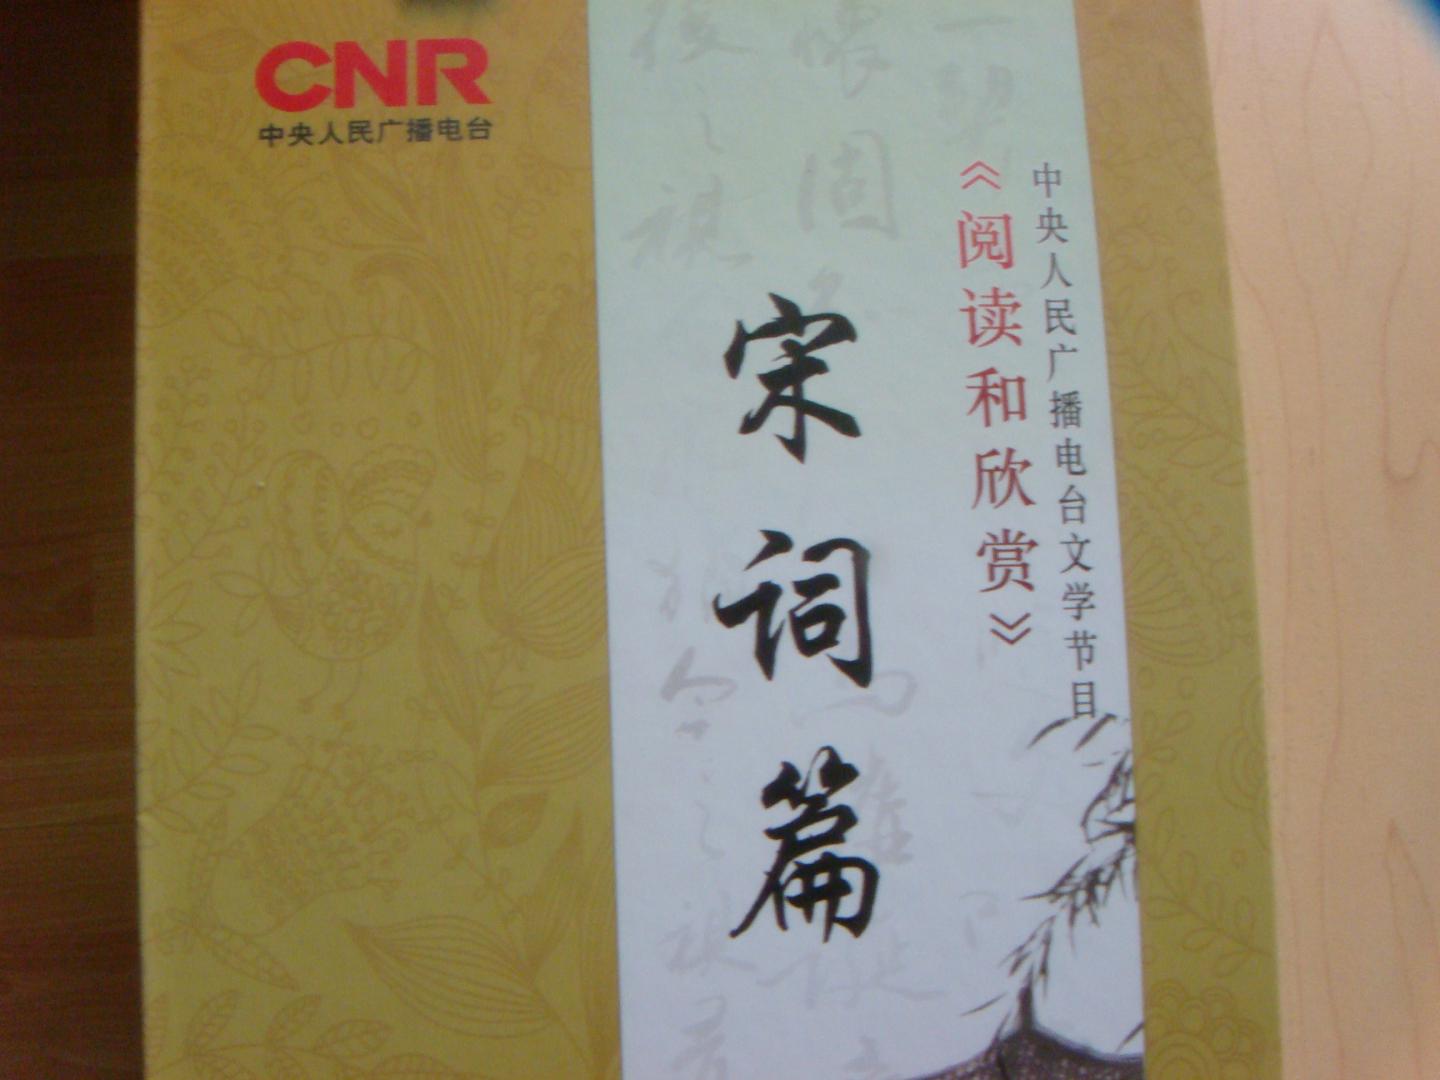 CNR
中央人民广播电台
中央人民广播电台文学节目
《阅读和欣赏》
宋词篇